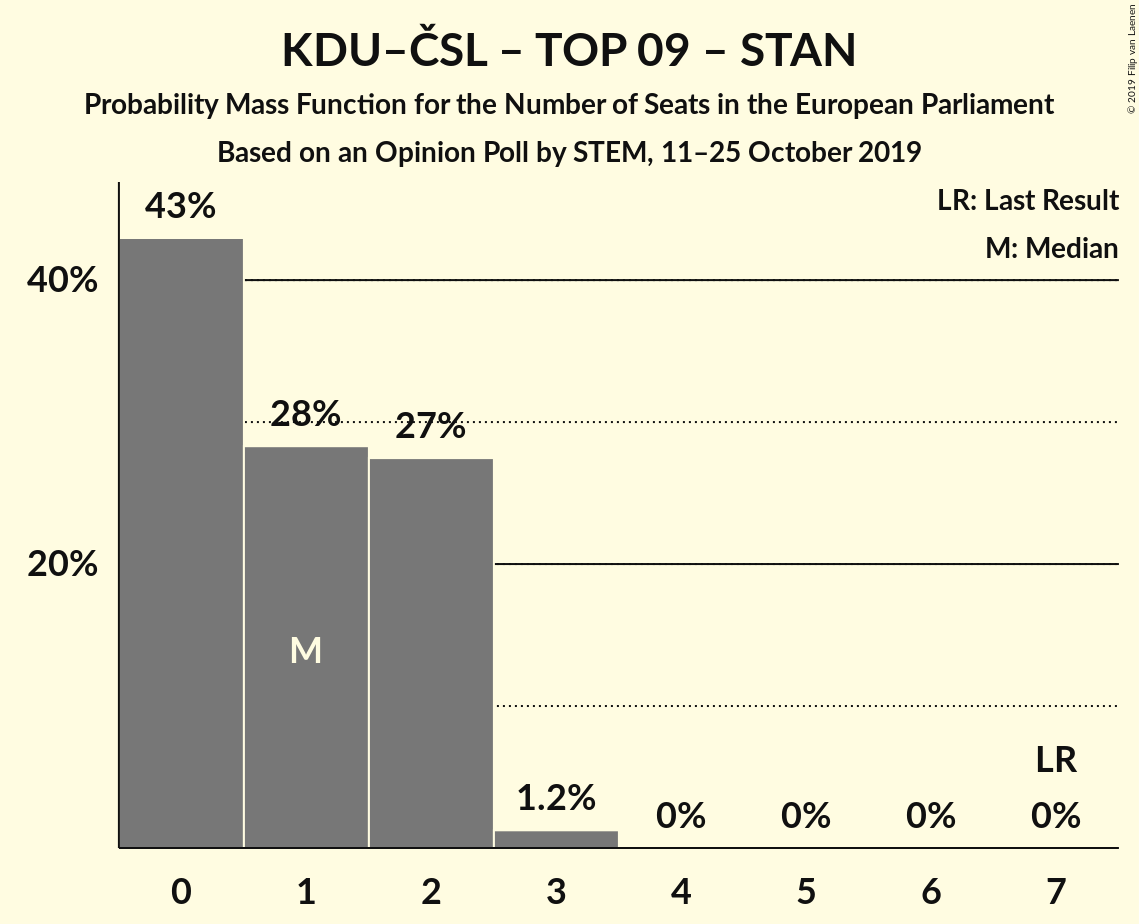 KDU–ČSL – TOP 09 – STAN
Probability Mass Function for the Number of Seats in the European Parliament
Based on an Opinion Poll by STEM, 11–25 October 2019
© 2019 Filip van Laenen
LR: Last Result
M: Median
43%
40%
28%
27%
20%
M
1.2%
0%
0%
0%
LR
0%
0 1 2 3 4 5 6 7